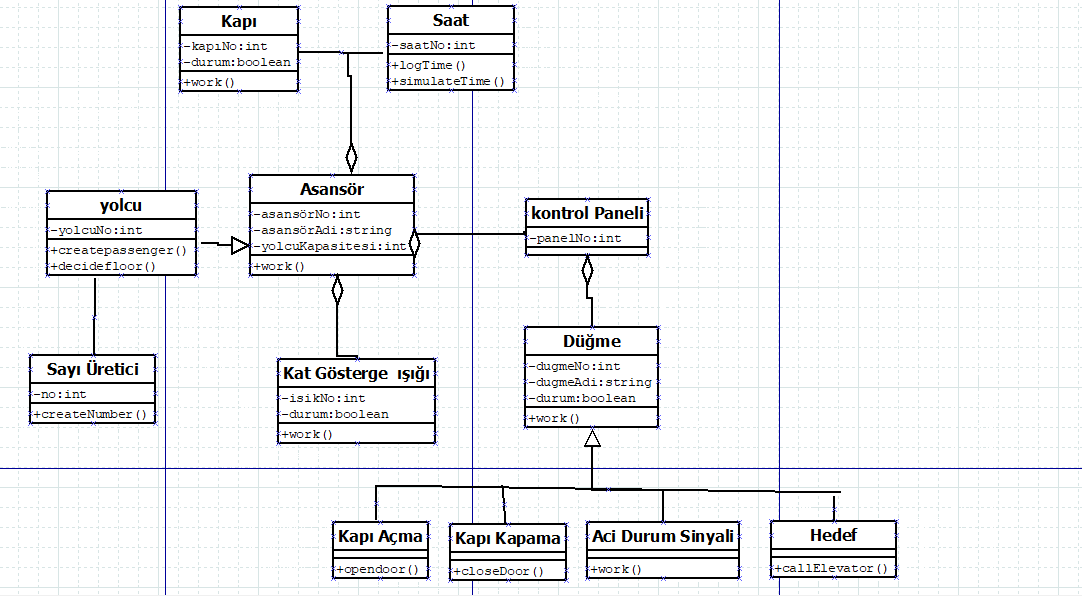 Kapı
-kapıNo:int
-durum:boolean
+work()
Saat
-saatNo:int
+logTime()
+simulateTime()
yolcu
-yolcuNo:int
+createpassenger()
+decidefloor()
Asansör
-asansörNo:int
-asansörAdi:string
-yolcuKapasitesi:int
+work()
kontrol Paneli
-panelNo:int
Sayı Üretici
-no:int
+createNumber()
Kat Gösterge ışığı
-isikNo:int
-durum:boolean
+work()
Düğme
-dugmeNo:int
-dugmeAdi:string
-durum:boolean
+work()
Kapı Açma
+opendoor()
Kapı Kapama
+closeDoor()
Aci Durum Sinyali
+work()
Hedef
+callElevator()